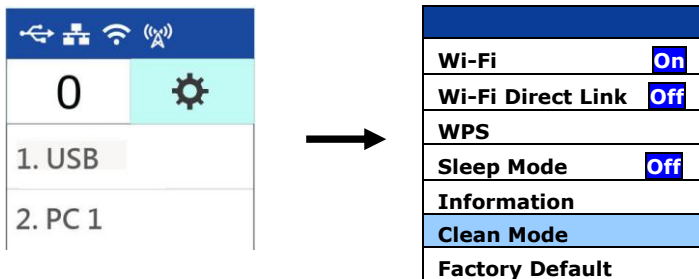 0
1. USB
2. PC 1
Wi-Fi On
Wi-Fi Direct Link Off
WPS
Sleep Mode Off
Information
Clean Mode
Factory Default